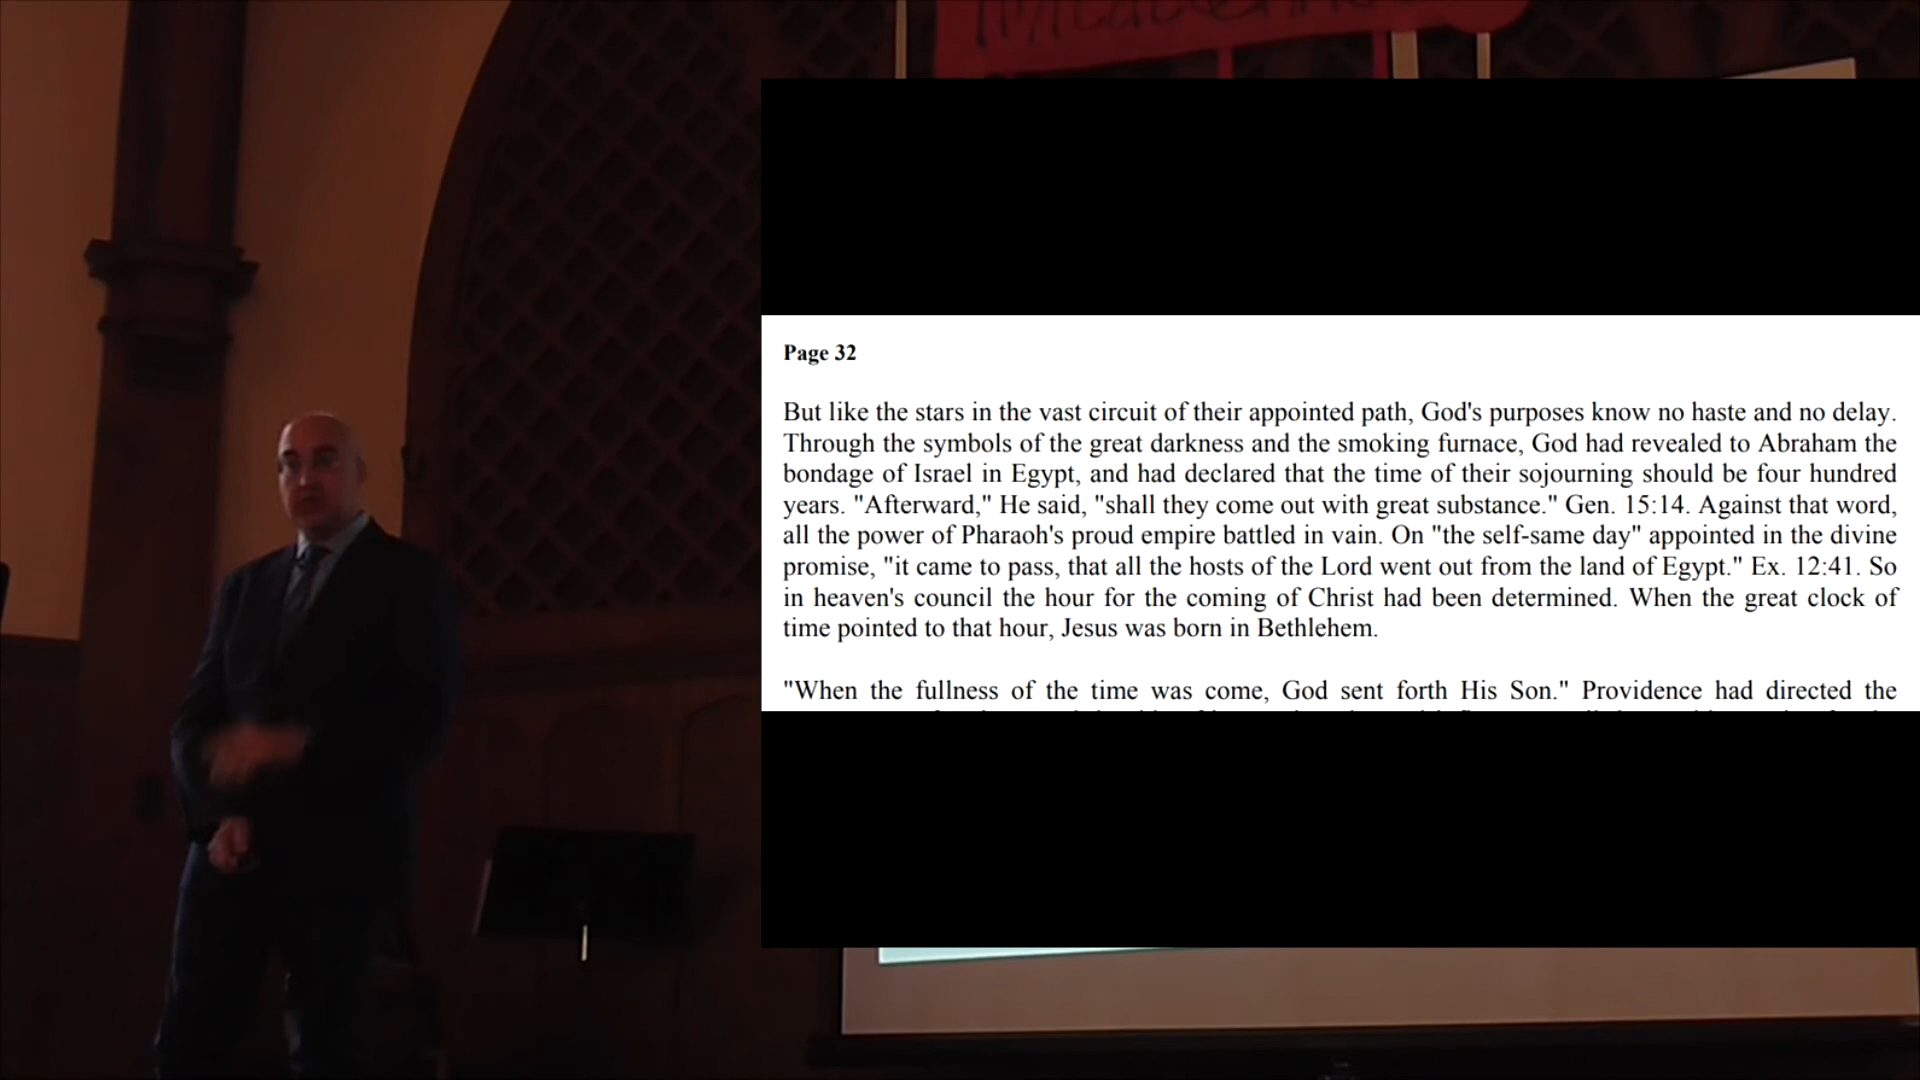 Page 32
But like the stars in the vast circuit of their appointed path, God's purposes know no haste and no delay.
Through the symbols of the great darkness and the smoking furnace, God had revealed to Abraham the
bondage of Israel in Egypt, and had declared that the time of their sojourning should be four hundred
years. "Afterward," He said, "shall they come out with great substance." Gen. 15:14. Against that word,
all the power of Pharaoh's proud empire battled in vain. On "the self-same day" appointed in the divine
promise, "it came to pass, that all the hosts of the Lord went out from the land of Egypt." Ex. 12:41. So
in heaven's council the hour for the coming of Christ had been determined. When the great clock of
time pointed to that hour, Jesus was born in Bethlehem.
"When the fullness of the time was come, God sent forth His Son." Providence had directed the